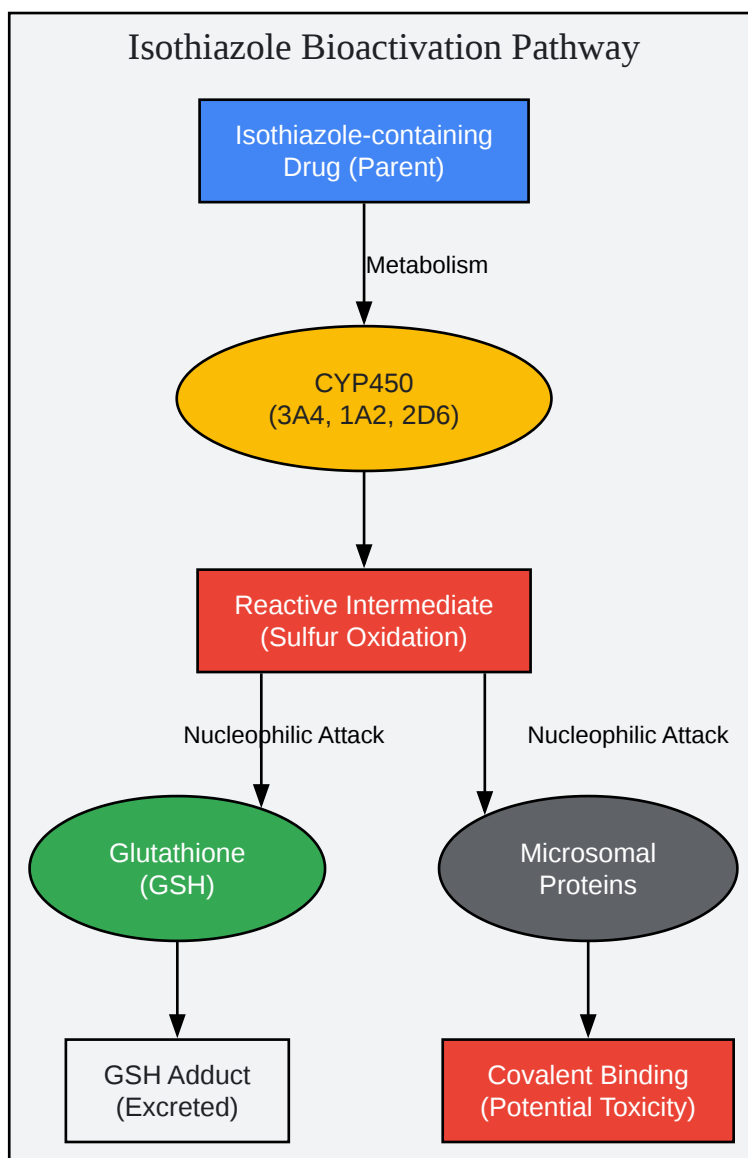 Isothiazole Bioactivation Pathway
Isothiazole-containing
Drug (Parent)
Metabolism
CYP450
(3A4, 1A2, 2D6)
Reactive Intermediate
(Sulfur Oxidation)
Nucleophilic Attack
Nucleophilic Attack
Glutathione
(GSH)
Microsomal
Proteins
GSH Adduct
(Excreted)
Covalent Binding
(Potential Toxicity)